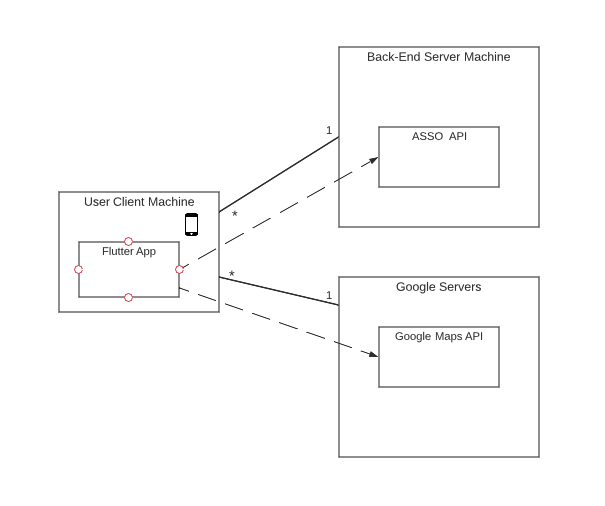 Back-End Server Machine
ASSO API
1
*
User Client Machine
Flutter App
*
1
Google Servers
Google Maps API